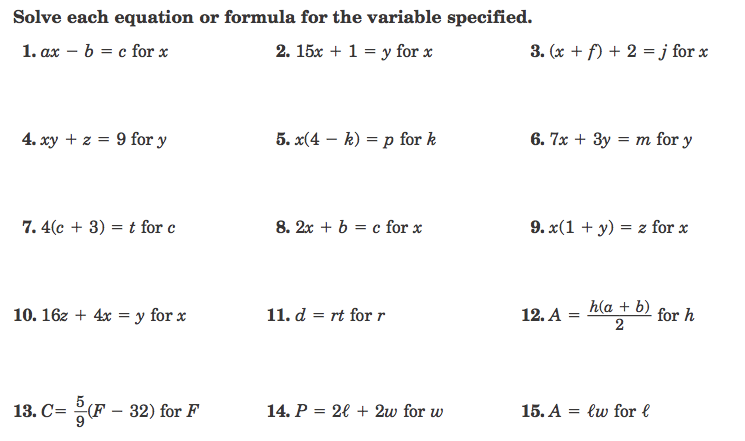 Solve each equation or formula for the variable specified.
1. ax − b = c for x
2. 15x + 1 = y for x
3. (x + f) + 2 = j for x
4. xy + z = 9 for y
5. x(4 − k) = p for k
6. 7x + 3y = m for y
7. 4(c + 3) = t for c
8. 2x + b = c for x
9. x(1 + y) = z for x
10. 16z + 4x = y for x
11. d = rt for r
12. A = h(a + b)/2 for h
13. C= 5/9(F − 32) for F
14. P = 2ℓ + 2w for w
15. A = ℓw for ℓ